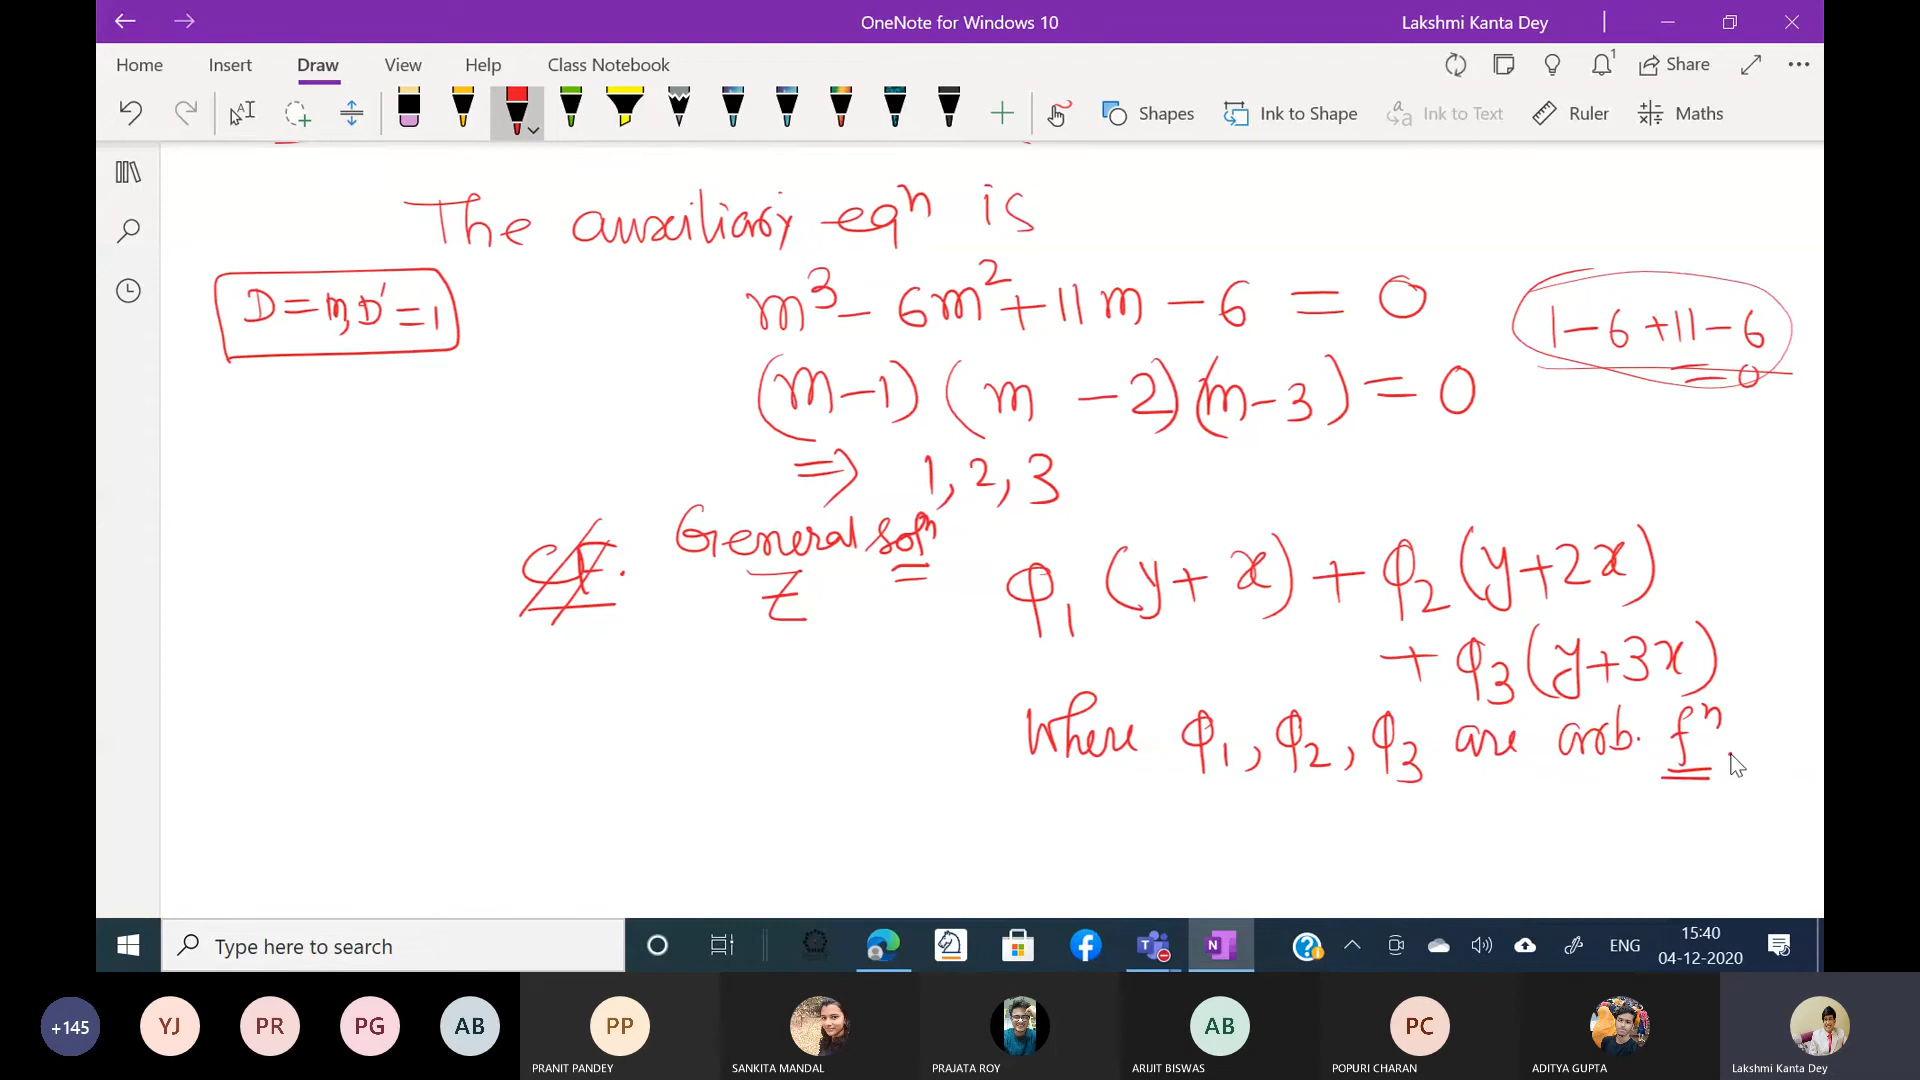 OneNote for Windows 10
Lakshmi Kanta Dey
Home Insert Draw View Help Class Notebook
1 Share
Shapes Ink to Shape Ink to Text Ruler Maths
The auxiliary eqⁿ is
D = m, D' = 1
m³ - 6m² + 11m - 6 = 0
1 - 6 + 11 - 6
= 0
(m-1) (m - 2) (m-3) = 0
⇒ 1, 2, 3
General solⁿ
Z
φ₁ (y+x) + φ₂ (y+2x)
+ φ₃ (y+3x)
Where φ₁, φ₂, φ₃ are arb. fⁿ.
Type here to search
ENG
15:40
04-12-2020
+145 YJ PR PG AB PP AB PC
PRANIT PANDEY SANKITA MANDAL PRAJATA ROY ARIJIT BISWAS POPURI CHARAN ADITYA GUPTA Lakshmi Kanta Dey